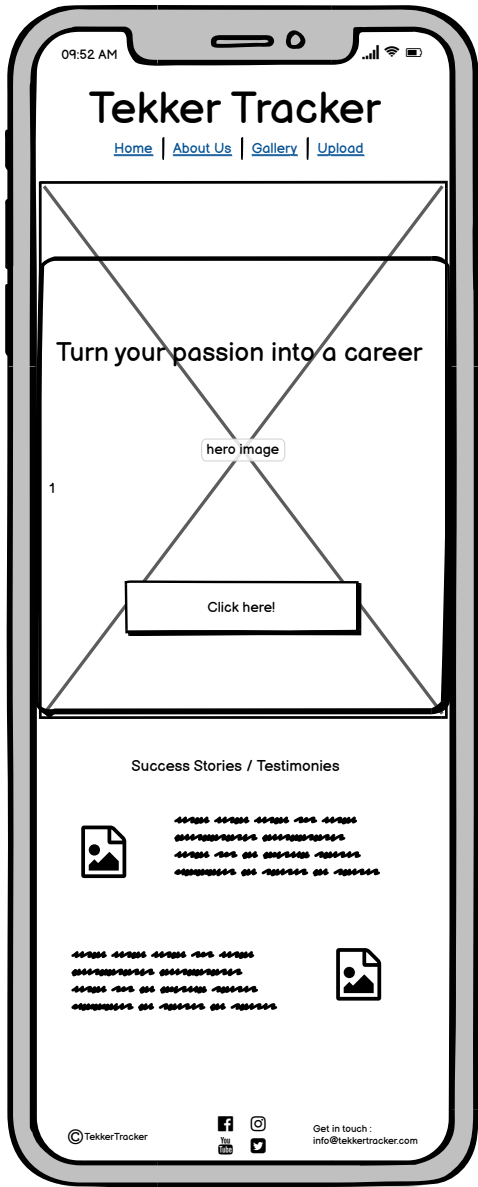 09:52 AM
Tekker Tracker
Home | About Us | Gallery | Upload
Turn your passion into a career
hero image
1
Click here!
Success Stories / Testimonies
Get in touch :
©TekkerTracker
You
Tube
info@tekkertracker.com